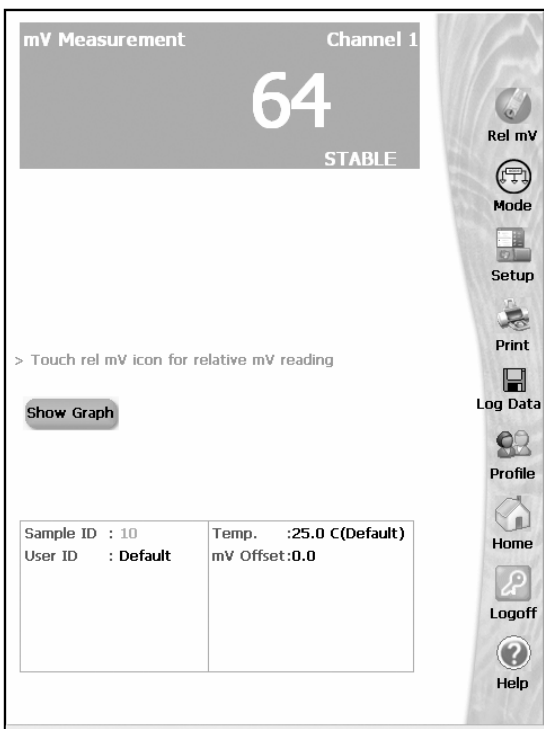 mV Measurement Channel 1
64
STABLE
Rel mV
Mode
Setup
Print
> Touch rel mV icon for relative mV reading
Log Data
Show Graph
Profile
Sample ID : 10 Temp. :25.0 C(Default)
User ID : Default mV Offset:0.0
Home
Logoff
?
Help